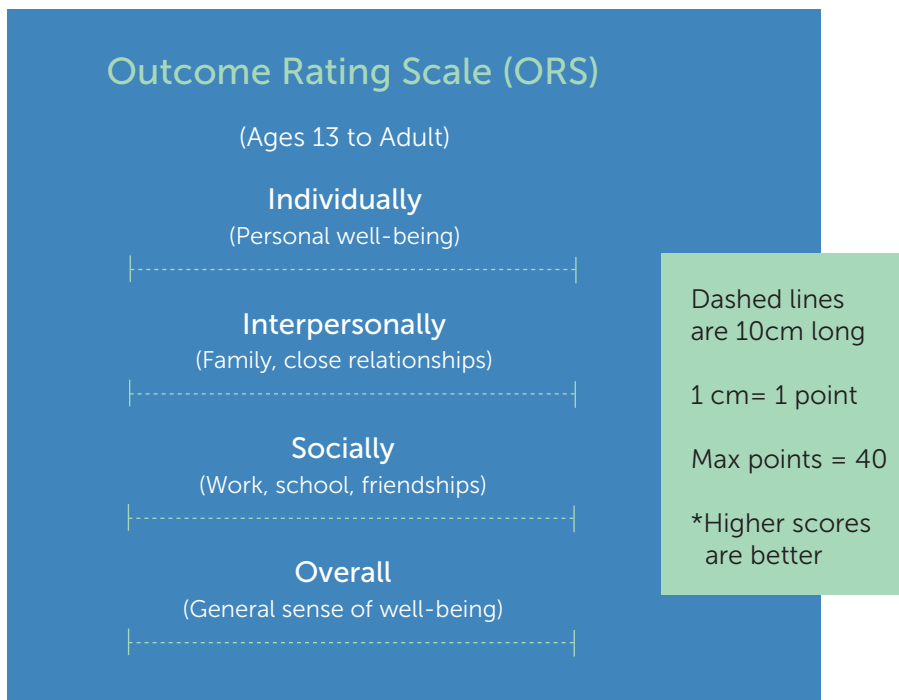 Outcome Rating Scale (ORS)
(Ages 13 to Adult)
Individually
(Personal well-being)
Interpersonally
(Family, close relationships)
Socially
(Work, school, friendships)
Overall
(General sense of well-being)
Dashed lines
are 10cm long
1 cm= 1 point
Max points = 40
*Higher scores
are better